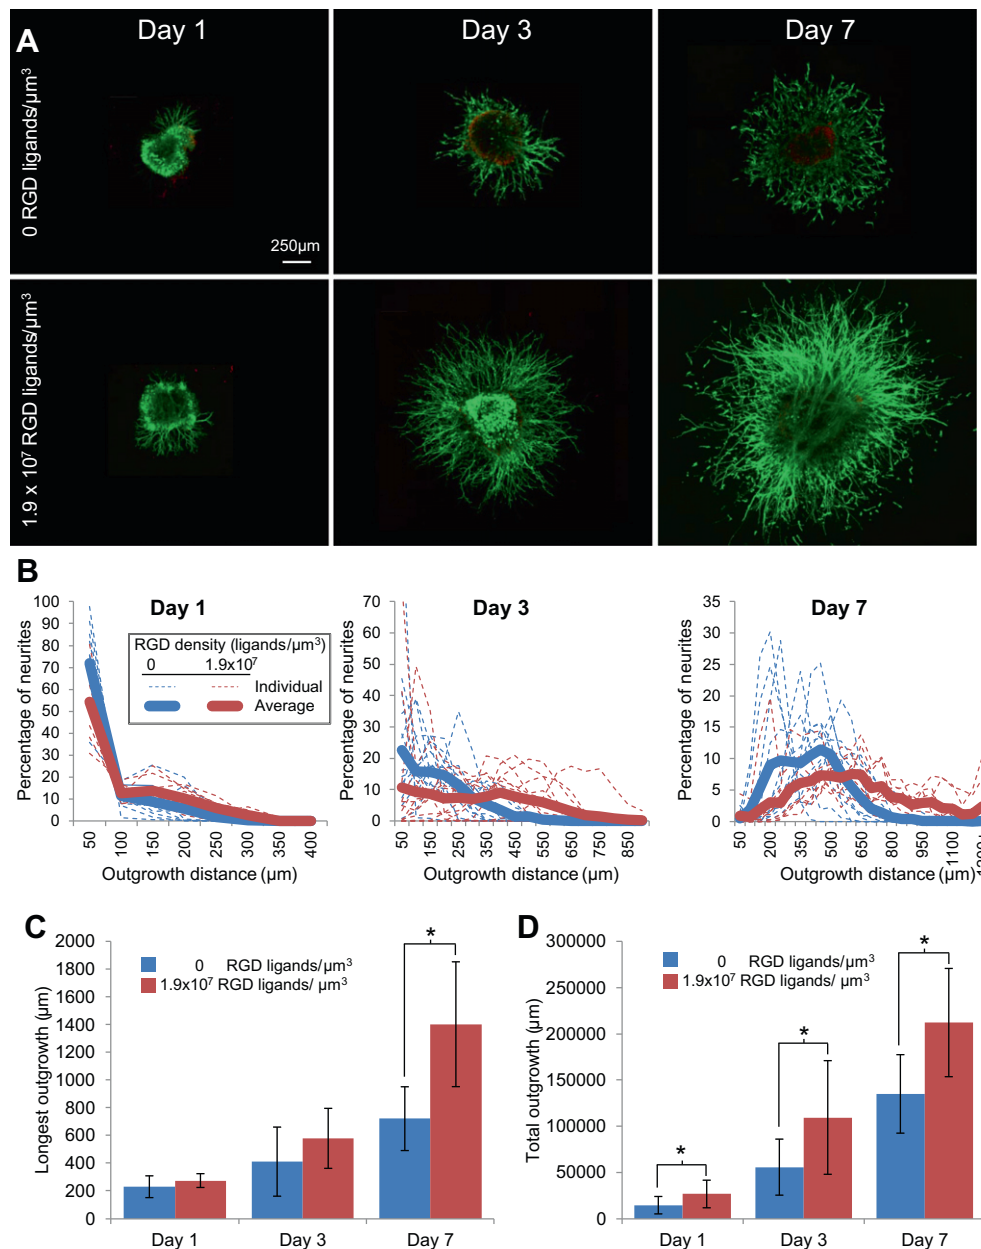 A
Day 1
Day 3
Day 7
0 RGD ligands/µm³
250µm
1.9 x 10⁷ RGD ligands/µm³
B
Day 1
Percentage of neurites
100
90
80
70
60
50
40
30
20
10
0
50
100
150
200
250
300
350
400
Outgrowth distance (µm)
RGD density (ligands/µm³)
0 1.9x10⁷
Individual
Average
Day 3
Percentage of neurites
70
60
50
40
30
20
10
0
50
150
250
350
450
550
650
750
850
Outgrowth distance (µm)
Day 7
Percentage of neurites
35
30
25
20
15
10
5
0
50
200
350
500
650
800
950
1100
Outgrowth distance (µm)
C
Longest outgrowth (µm)
2000
1800
1600
1400
1200
1000
800
600
400
200
0
0 RGD ligands/µm³
1.9x10⁷ RGD ligands/ µm³
*
Day 1
Day 3
Day 7
D
Total outgrowth (µm)
300000
250000
200000
150000
100000
50000
0
0 RGD ligands/µm³
1.9x10⁷ RGD ligands/ µm³
*
*
*
Day 1
Day 3
Day 7